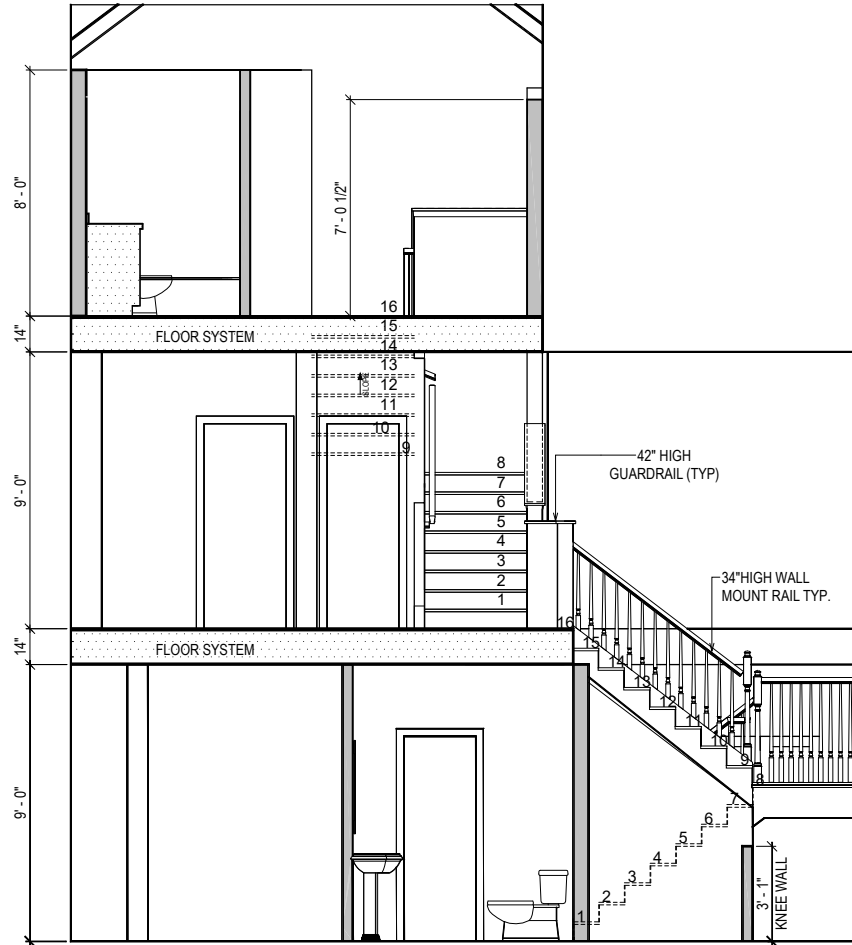 8' - 0"
7' - 0 1/2"
16
14"
FLOOR SYSTEM
15
14
13
12
SLOPE
11
10
9
9' - 0"
8
7
6
5
4
3
2
1
42" HIGH
GUARDRAIL (TYP)
34"HIGH WALL
MOUNT RAIL TYP.
14"
FLOOR SYSTEM
16
15
14
13
12
11
10
9
8
7
6
5
4
3
2
1
9' - 0"
3' - 1"
KNEE WALL